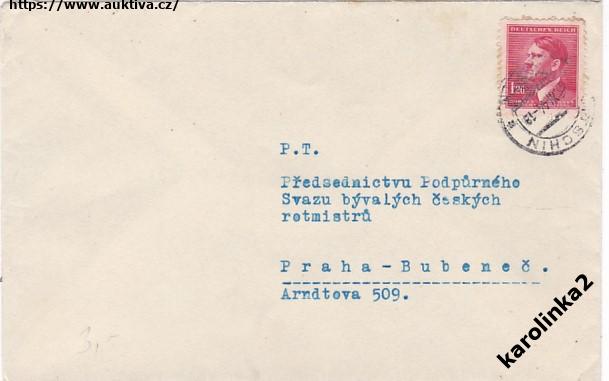 https://www.auktiva.cz/
DEUTSCHES REICH
1.20
P.T.
Předsednictvu Podpůrného
Svazu bývalých českých
rotmistrů
Praha-Bubeneč.
Arndtova 509.
3,-
karolinka2